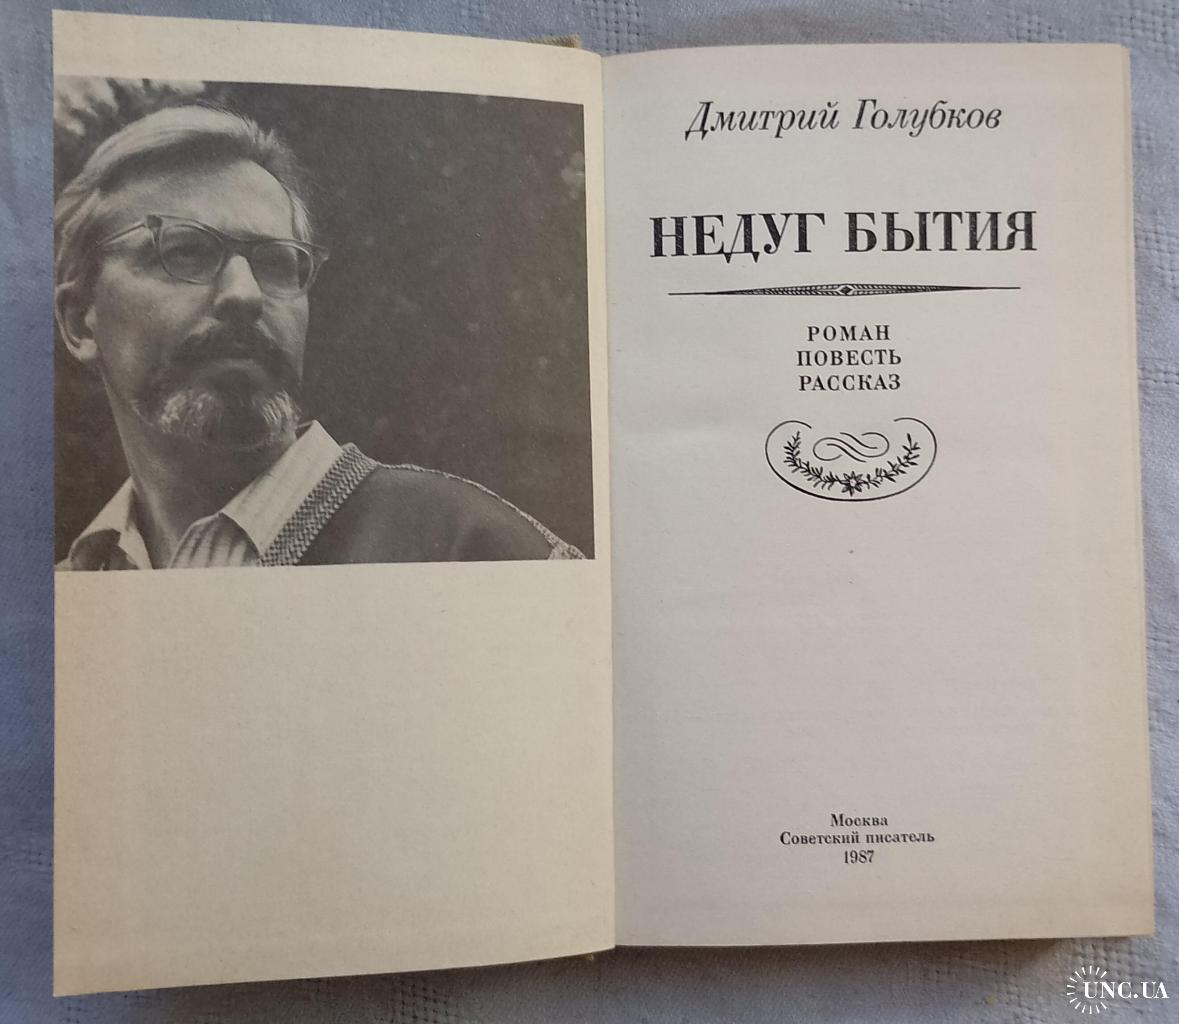 Дмитрий Голубков
НЕДУГ БЫТИЯ
РОМАН
ПОВЕСТЬ
РАССКАЗ
Москва
Советский писатель
1987
UNC.UA